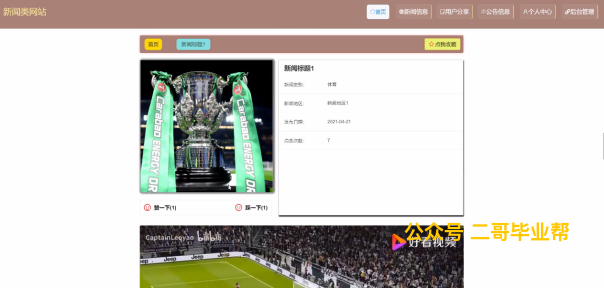 新闻类网站
首页
新闻信息
用户分享
公告信息
个人中心
后台管理
首页
新闻标题1
点我收藏
新闻标题1
新闻类别:
体育
新闻地区:
新闻地区1
发布日期:
2021-04-21
点击次数:
7
Carabao ENERGY DR
Carabao ENERGY DR
赞一下(1)
踩一下(1)
CaptainLeoyao
好看视频
Jeep
Jeep
Jeep
公众号 二哥毕业帮